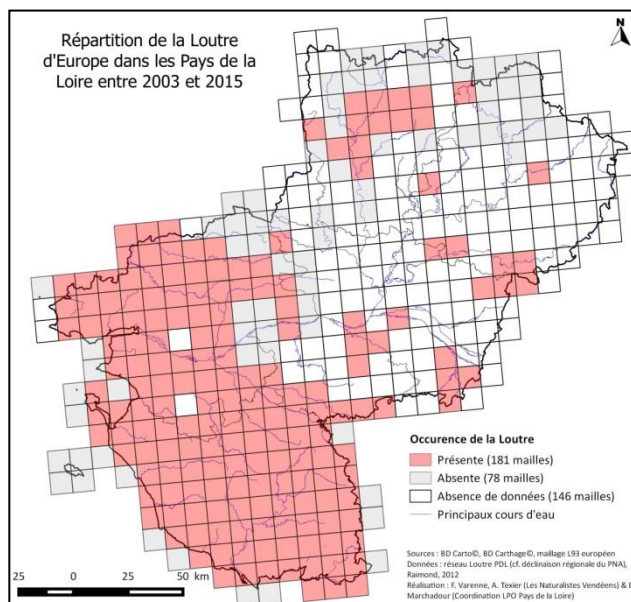 Répartition de la Loutre
d'Europe dans les Pays de la
Loire entre 2003 et 2015
N
Occurence de la Loutre
Présente (181 mailles)
Absente (78 mailles)
Absence de données (146 mailles)
Principaux cours d'eau
25 0 25 50 km
Sources : BD Carto©, BD Carthage©, maillage L93 européen
Données : réseau Loutre PDL (cf. déclinaison régionale du PNA),
Raimond, 2012
Réalisation : F. Varenne, A. Texier (Les Naturalistes Vendéens) &
Marchadour (Coordination LPO Pays de la Loire)